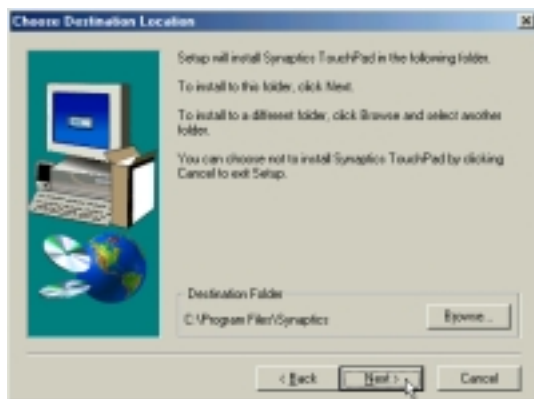 Choose Destination Location
Setup will install Synaptics TouchPad in the following folder.
To install to this folder, click Next.
To install to a different folder, click Browse and select another
folder.
You can choose not to install Synaptics TouchPad by clicking
Cancel to exit Setup.
Destination Folder
C:\Program Files\Synaptics
Browse...
< Back
Next >
Cancel